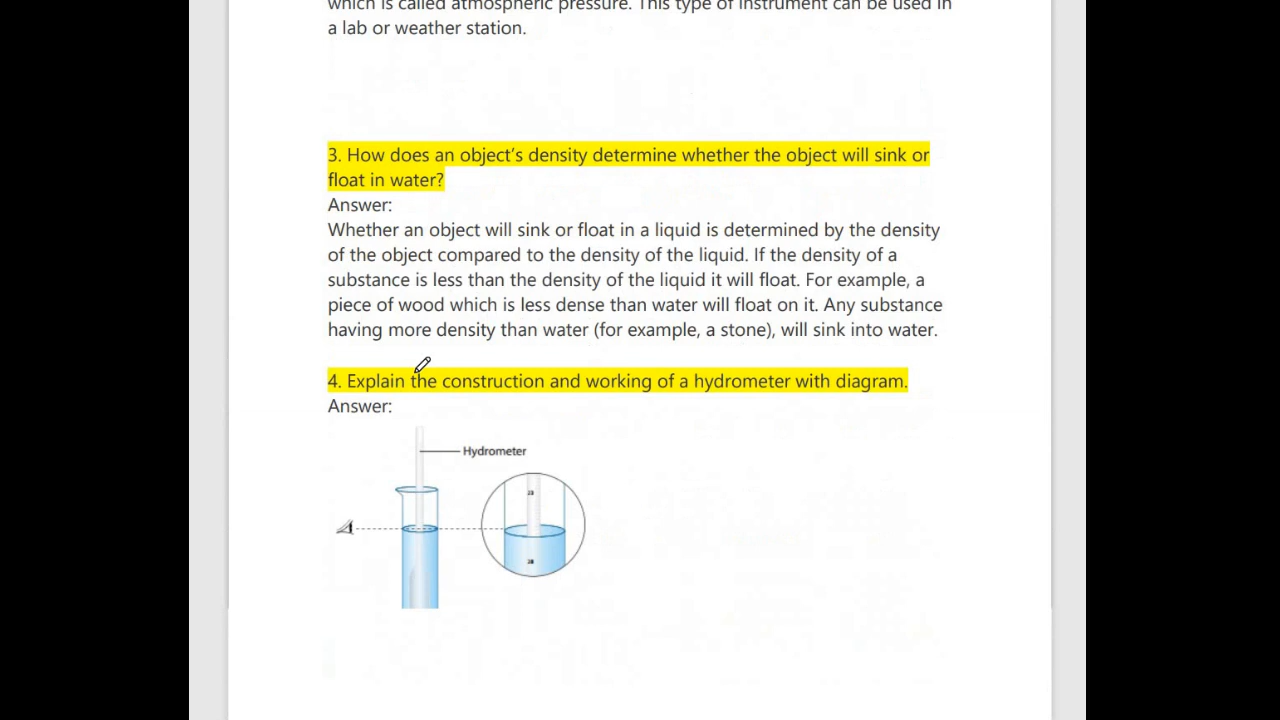 which is called atmospheric pressure. This type of instrument can be used in
a lab or weather station.
3. How does an object’s density determine whether the object will sink or
float in water?
Answer:
Whether an object will sink or float in a liquid is determined by the density
of the object compared to the density of the liquid. If the density of a
substance is less than the density of the liquid it will float. For example, a
piece of wood which is less dense than water will float on it. Any substance
having more density than water (for example, a stone), will sink into water.
4. Explain the construction and working of a hydrometer with diagram.
Answer:
Hydrometer